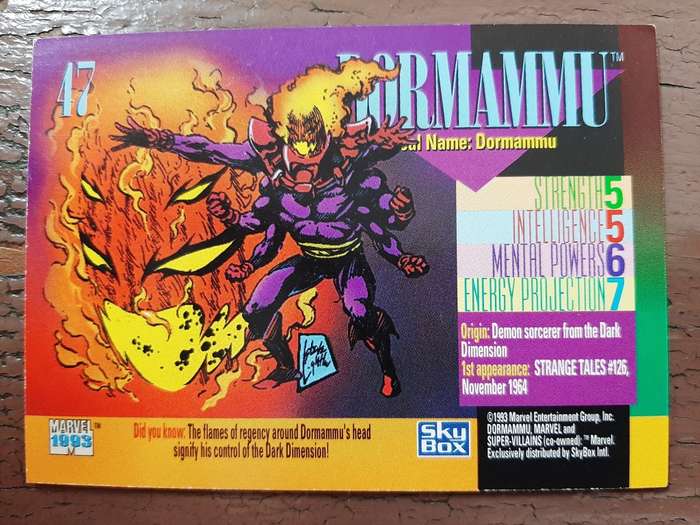 47
DORMAMMU™
Real Name: Dormammu
STRENGTH 5
INTELLIGENCE 5
MENTAL POWERS 6
ENERGY PROJECTION 7
Origin: Demon sorcerer from the Dark
Dimension
1st appearance: STRANGE TALES #126,
November 1964
MARVEL™
1993
Did you know: The flames of regency around Dormammu's head
signify his control of the Dark Dimension!
SKY
BOX
©1993 Marvel Entertainment Group, Inc.
DORMAMMU, MARVEL and
SUPER-VILLAINS (co-owned): ™ Marvel.
Exclusively distributed by SkyBox Intl.